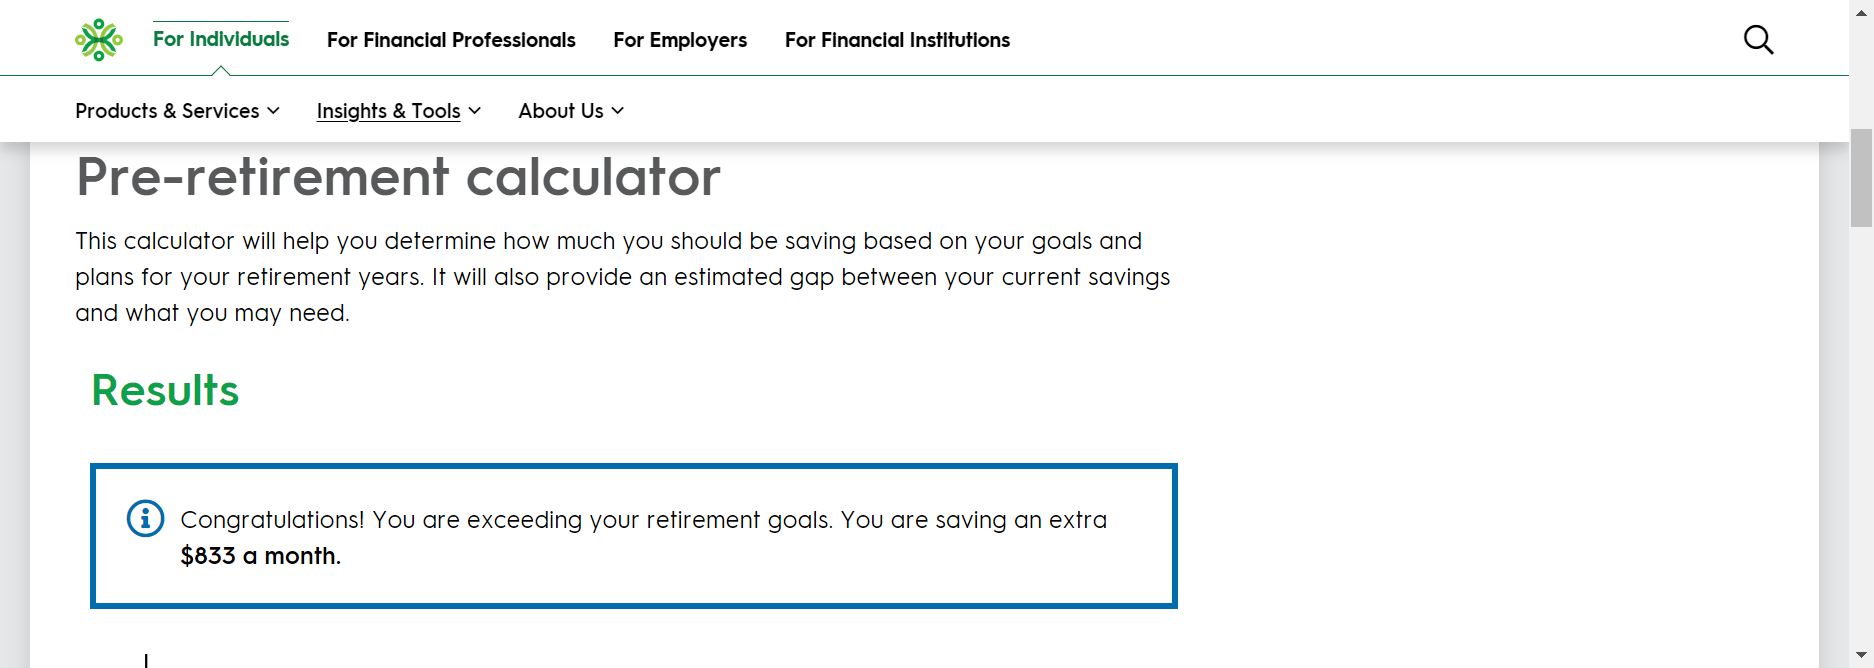 For Individuals For Financial Professionals For Employers For Financial Institutions
Products & Services Insights & Tools About Us
Pre-retirement calculator
This calculator will help you determine how much you should be saving based on your goals and
plans for your retirement years. It will also provide an estimated gap between your current savings
and what you may need.
Results
Congratulations! You are exceeding your retirement goals. You are saving an extra
$833 a month.